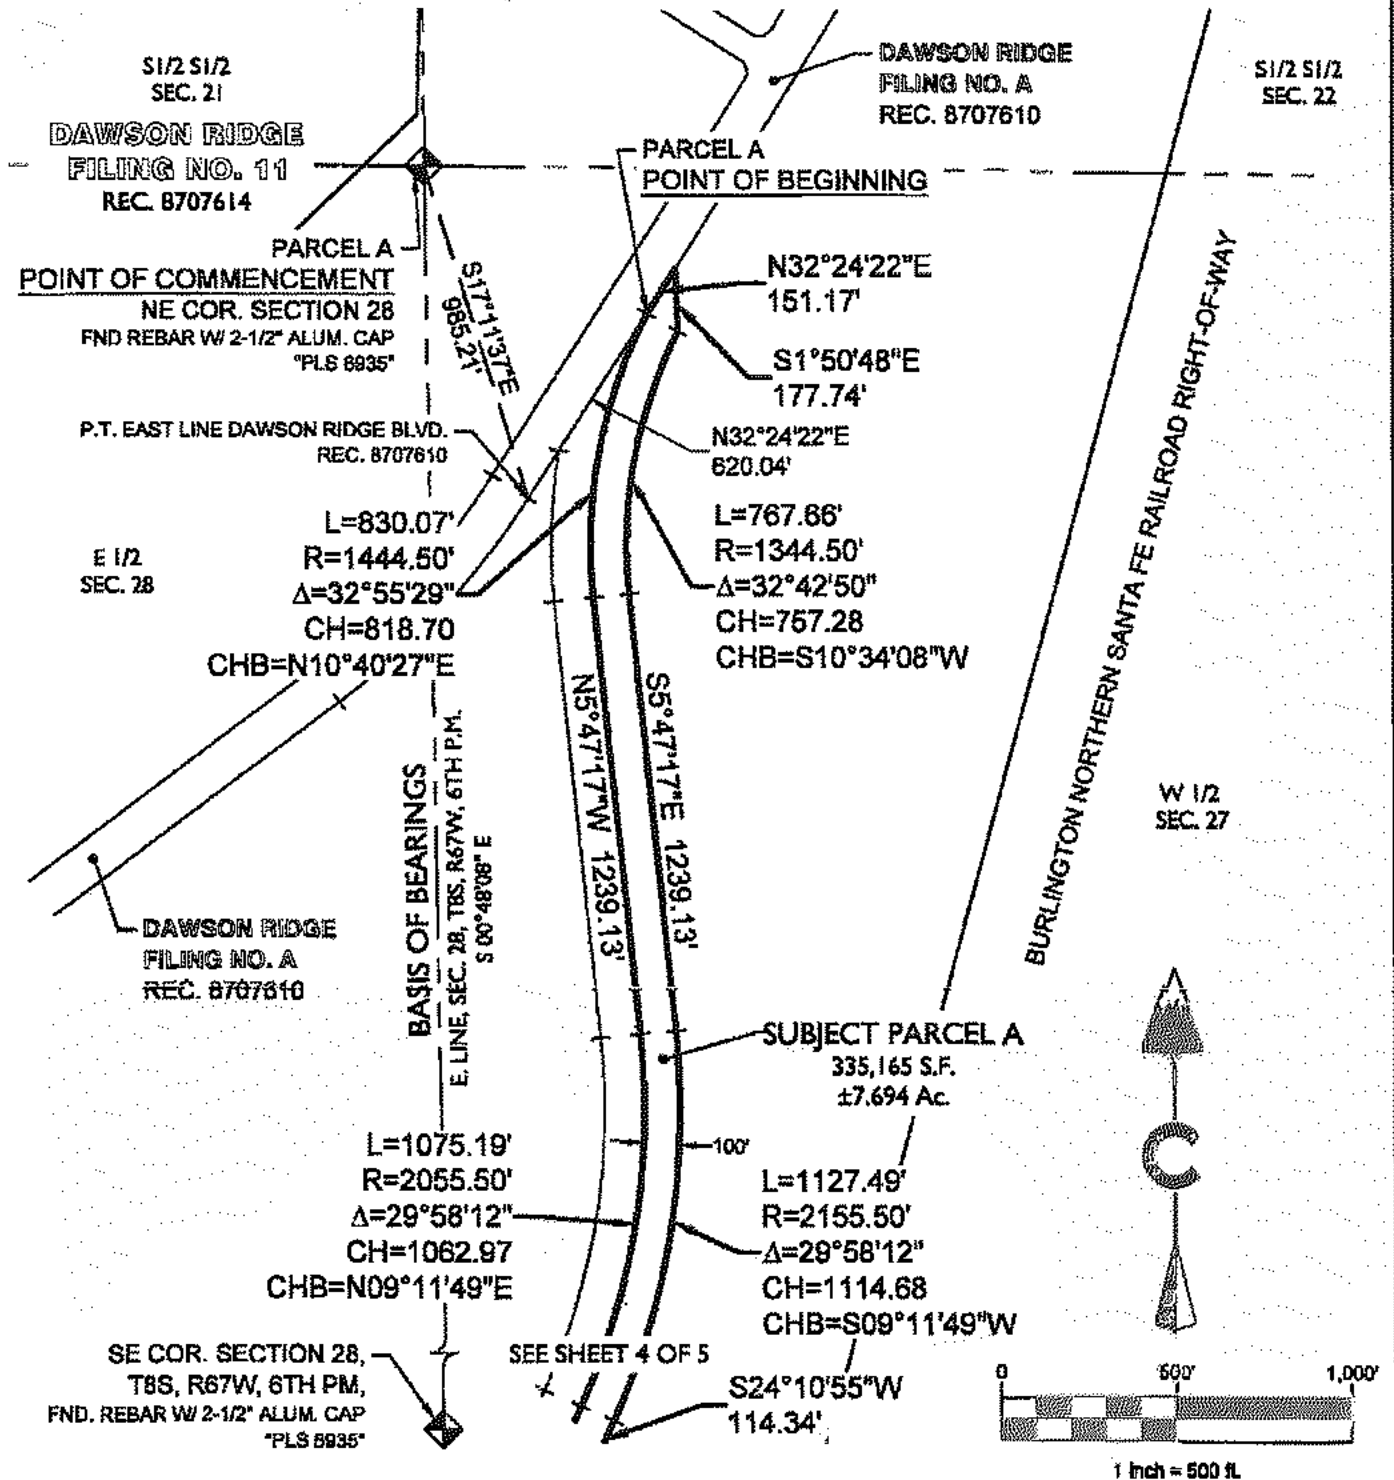 S1/2 S1/2
SEC. 21
DAWSON RIDGE
FILING NO. 11
REC. 8707614
DAWSON RIDGE
FILING NO. A
REC. 8707610
S1/2 S1/2
SEC. 22
PARCEL A
POINT OF BEGINNING
PARCEL A
POINT OF COMMENCEMENT
NE COR. SECTION 28
FND REBAR W/ 2-1/2" ALUM. CAP
"PLS 6935"
S17°11'37"E
985.21'
N32°24'22"E
151.17'
S1°50'48"E
177.74'
P.T. EAST LINE DAWSON RIDGE BLVD.
REC. 8707610
N32°24'22"E
620.04'
L=830.07'
R=1444.50'
Δ=32°55'29"
CH=818.70
CHB=N10°40'27"E
E 1/2
SEC. 28
L=767.66'
R=1344.50'
Δ=32°42'50"
CH=757.28
CHB=S10°34'08"W
BURLINGTON NORTHERN SANTA FE RAILROAD RIGHT-OF-WAY
N5°47'17"W 1239.13'
S5°47'17"E 1239.13'
BASIS OF BEARINGS
E. LINE, SEC. 28, T8S, R67W, 6TH P.M.
S 00°48'08" E
W 1/2
SEC. 27
DAWSON RIDGE
FILING NO. A
REC. 8707610
SUBJECT PARCEL A
335,165 S.F.
±7.694 Ac.
100'
L=1075.19'
R=2055.50'
Δ=29°58'12"
CH=1062.97
CHB=N09°11'49"E
L=1127.49'
R=2155.50'
Δ=29°58'12"
CH=1114.68
CHB=S09°11'49"W
C
SE COR. SECTION 28,
T8S, R67W, 6TH PM,
FND. REBAR W/ 2-1/2" ALUM. CAP
"PLS 6935"
SEE SHEET 4 OF 5
S24°10'55"W
114.34'
0 500' 1,000'
1 inch = 500 ft.